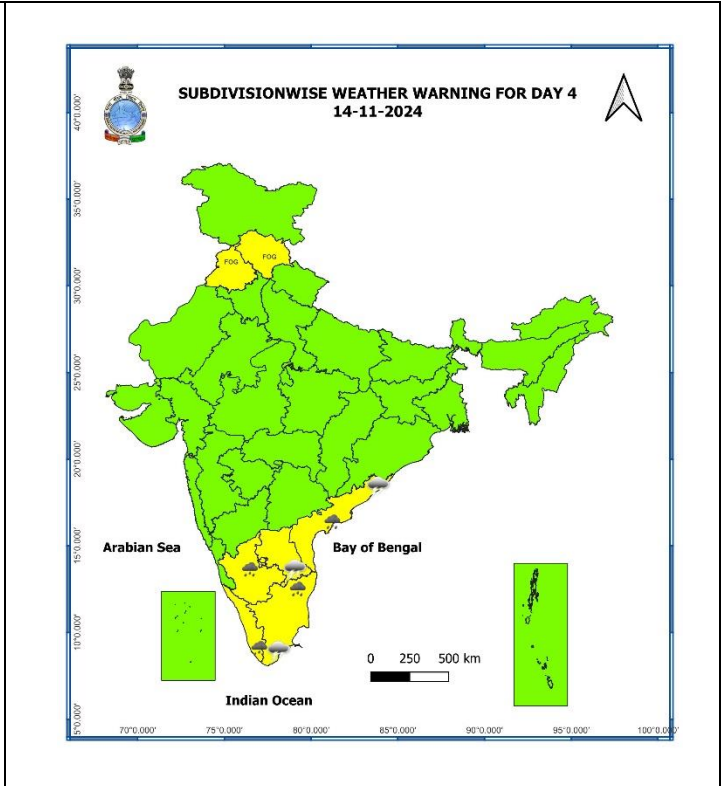 SUBDIVISIONWISE WEATHER WARNING FOR DAY 4
14-11-2024
40°0.000'
35°0.000'
FOG
FOG
30°0.000'
25°0.000'
20°0.000'
Arabian Sea
Bay of Bengal
15°0.000'
10°0.000'
0 250 500 km
Indian Ocean
5°0.000'
70°0.000' 75°0.000' 80°0.000' 85°0.000' 90°0.000' 95°0.000' 100°0.000'